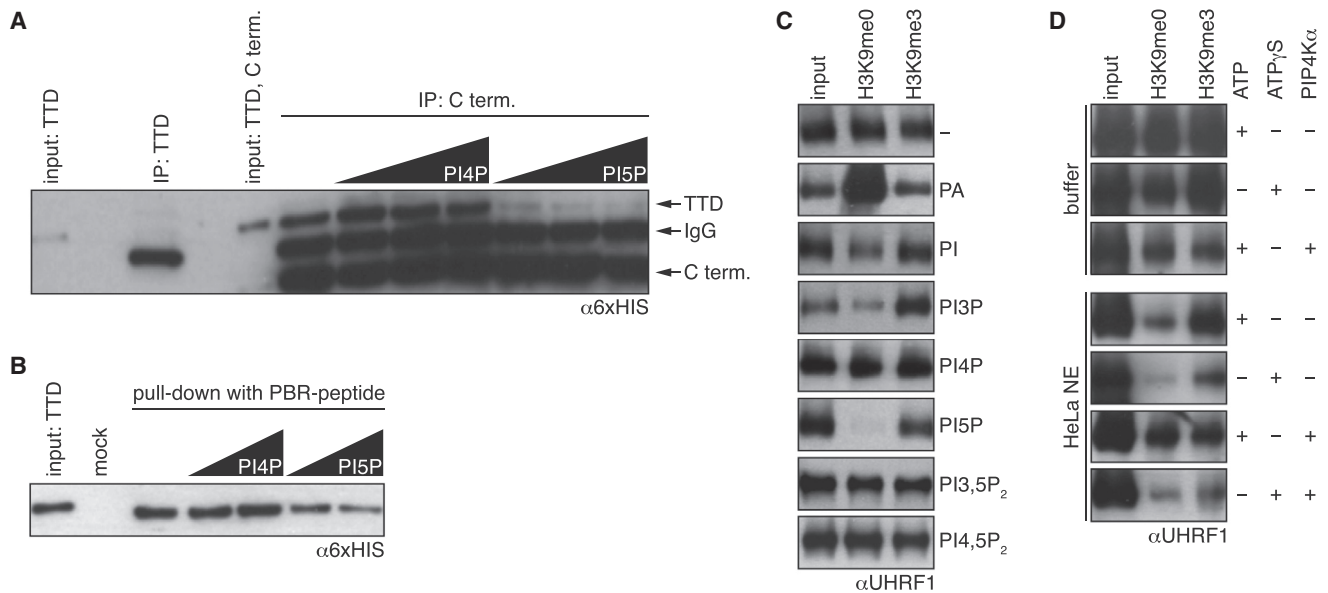 A
input: TTD
IP: TTD
input: TTD, C term.
IP: C term.
PI4P
PI5P
TTD
IgG
C term.
α6xHIS
B
input: TTD
mock
pull-down with PBR-peptide
PI4P
PI5P
α6xHIS
C
input
H3K9me0
H3K9me3
–
PA
PI
PI3P
PI4P
PI5P
PI3,5P₂
PI4,5P₂
αUHRF1
D
input
H3K9me0
H3K9me3
ATP
ATPγS
PIP4Kα
buffer
+ – –
– + –
+ – +
HeLa NE
+ – –
– + –
+ – +
– + +
αUHRF1